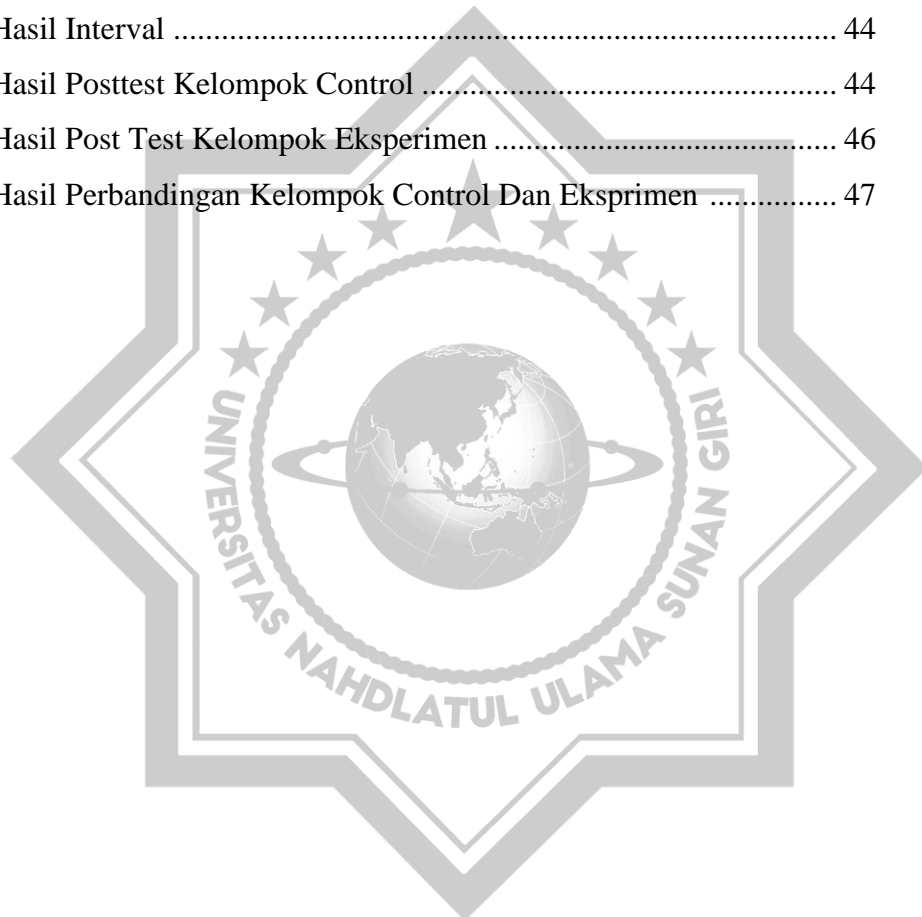 Hasil Interval .................................................................................. 44
Hasil Posttest Kelompok Control ................................................... 44
Hasil Post Test Kelompok Eksperimen .......................................... 46
Hasil Perbandingan Kelompok Control Dan Eksprimen ................ 47
UNIVERSITAS NAHDLATUL ULAMA SUNAN GIRI